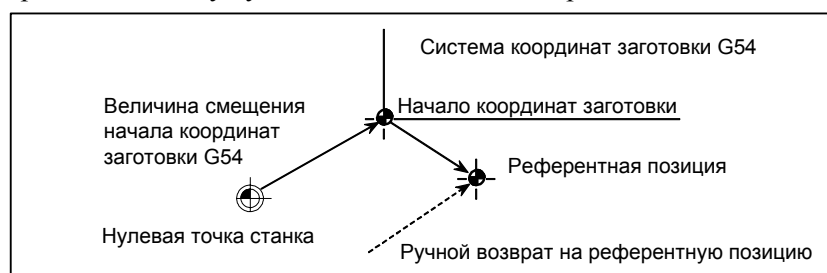 Система координат заготовки G54
Величина смещения
начала координат
заготовки G54
Начало координат заготовки
Референтная позиция
Нулевая точка станка
Ручной возврат на референтную позицию